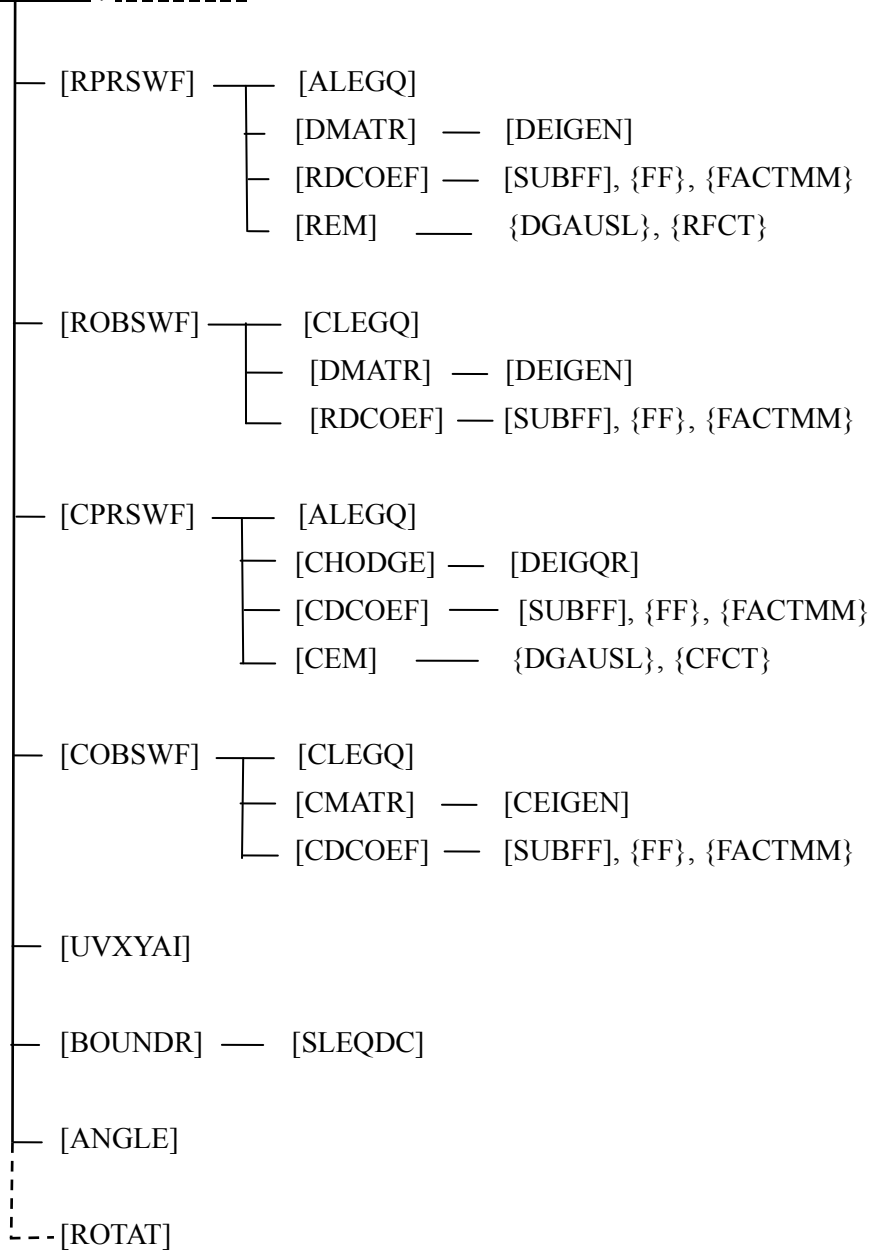 [RPRSWF] [ALEGQ]
[DMATR] [DEIGEN]
[RDCOEF] [SUBFF], {FF}, {FACTMM}
[REM] {DGAUSL}, {RFCT}
[ROBSWF] [CLEGQ]
[DMATR] [DEIGEN]
[RDCOEF] [SUBFF], {FF}, {FACTMM}
[CPRSWF] [ALEGQ]
[CHODGE] [DEIGQR]
[CDCOEF] [SUBFF], {FF}, {FACTMM}
[CEM] {DGAUSL}, {CFCT}
[COBSWF] [CLEGQ]
[CMATR] [CEIGEN]
[CDCOEF] [SUBFF], {FF}, {FACTMM}
[UVXYAI]
[BOUNDR] [SLEQDC]
[ANGLE]
[ROTAT]